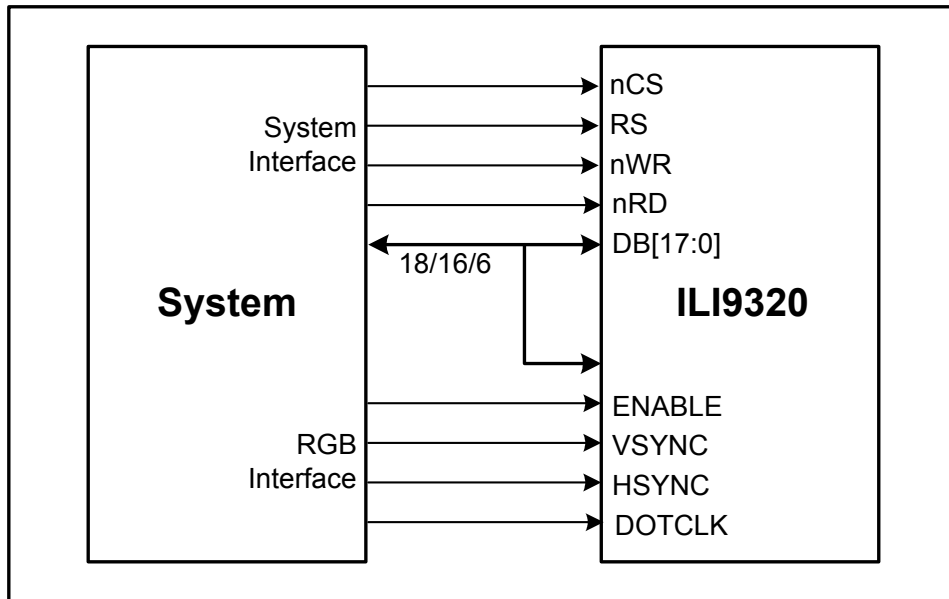 System
Interface
System
RGB
Interface
18/16/6
nCS
RS
nWR
nRD
DB[17:0]
ILI9320
ENABLE
VSYNC
HSYNC
DOTCLK